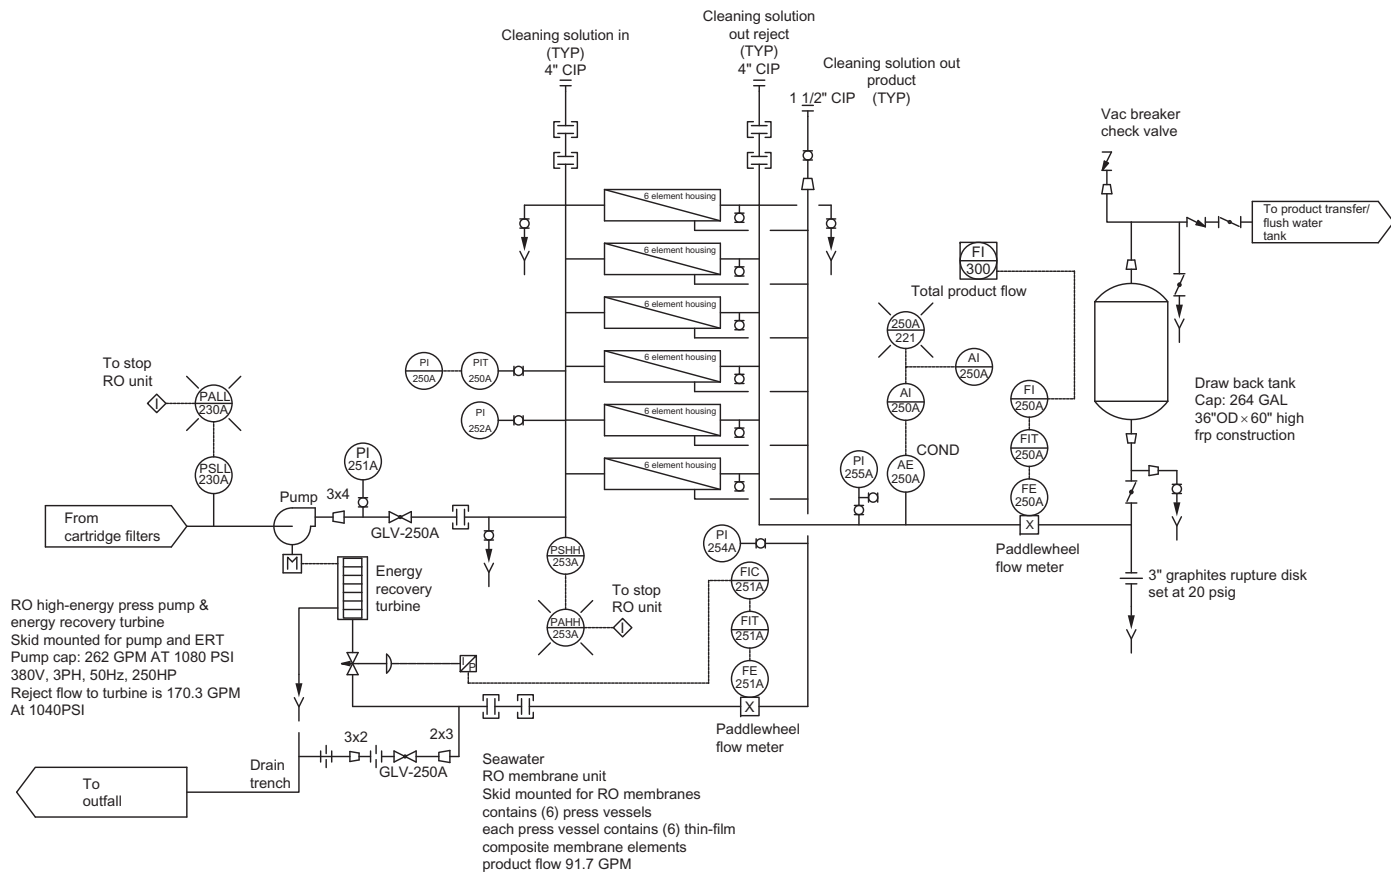 Cleaning solution in
(TYP)
4" CIP
Cleaning solution
out reject
(TYP)
4" CIP
Cleaning solution out
product
1 1/2" CIP (TYP)
Vac breaker
check valve
To product transfer/
flush water
tank
6 element housing
6 element housing
6 element housing
6 element housing
6 element housing
6 element housing
FI
300
Total product flow
250A
221
AI
250A
AI
250A
FI
250A
FIT
250A
FE
250A
X
Paddlewheel
flow meter
COND
AE
250A
PI
255A
Draw back tank
Cap: 264 GAL
36"OD × 60" high
frp construction
3" graphites rupture disk
set at 20 psig
To stop
RO unit
I
PALL
230A
PSLL
230A
PI
250A
PIT
250A
PI
252A
PI
251A
Pump
3x4
GLV-250A
From
cartridge filters
M
Energy
recovery
turbine
PSHH
253A
PAHH
253A
To stop
RO unit
I
PI
254A
FIC
251A
FIT
251A
FE
251A
X
Paddlewheel
flow meter
I
P
RO high-energy press pump &
energy recovery turbine
Skid mounted for pump and ERT
Pump cap: 262 GPM AT 1080 PSI
380V, 3PH, 50Hz, 250HP
Reject flow to turbine is 170.3 GPM
At 1040PSI
3x2
2x3
GLV-250A
Drain
trench
To
outfall
Seawater
RO membrane unit
Skid mounted for RO membranes
contains (6) press vessels
each press vessel contains (6) thin-film
composite membrane elements
product flow 91.7 GPM